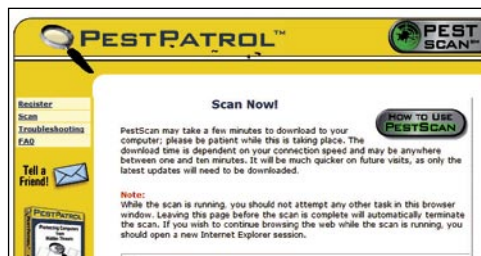 PESTPATROL™
PEST
SCAN℠
Register
Scan
Troubleshooting
FAQ
Tell a
Friend!
PESTPATROL
Protecting Computers
from
Hidden Threats
Scan Now!
HOW TO USE
PESTSCAN
PestScan may take a few minutes to download to your
computer; please be patient while this is taking place. The
download time is dependent on your connection speed and may be anywhere
between one and ten minutes. It will be much quicker on future visits, as only the
latest updates will need to be downloaded.
Note:
While the scan is running, you should not attempt any other task in this browser
window. Leaving this page before the scan is complete will automatically terminate
the scan. If you wish to continue browsing the web while the scan is running, you
should open a new Internet Explorer session.